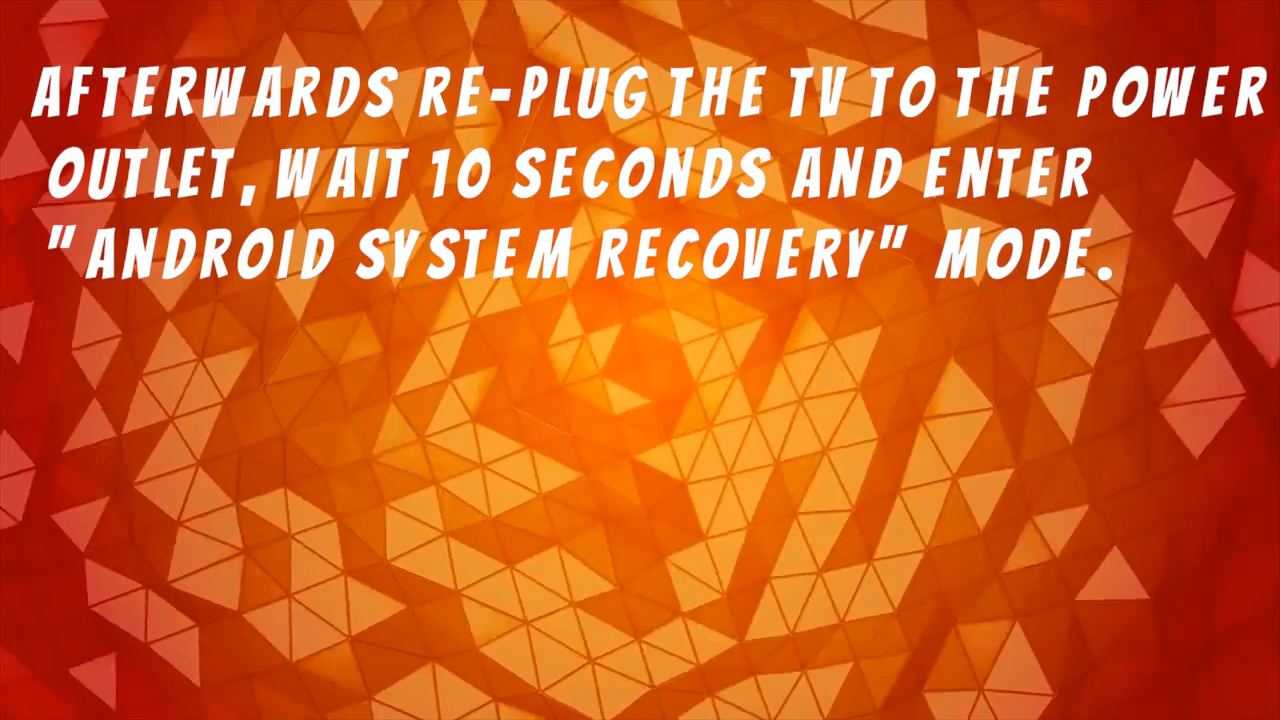 AFTERWARDS RE-PLUG THE TV TO THE POWER
OUTLET, WAIT 10 SECONDS AND ENTER
"ANDROID SYSTEM RECOVERY" MODE.